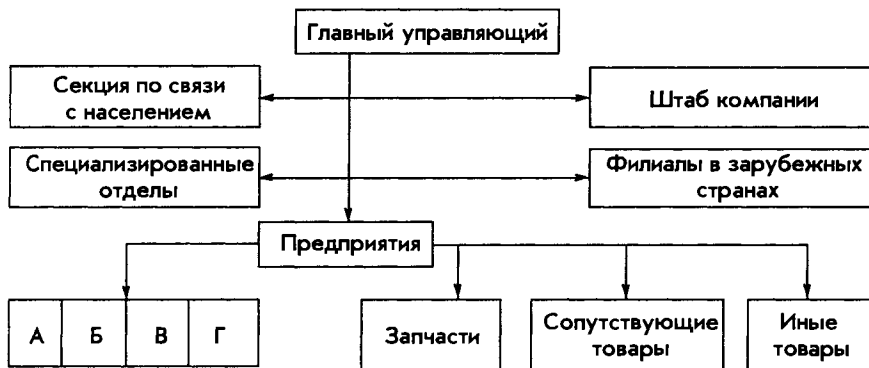 Главный управляющий
Секция по связи
с населением
Штаб компании
Специализированные
отделы
Филиалы в зарубежных
странах
Предприятия
А Б В Г
Запчасти
Сопутствующие
товары
Иные
товары